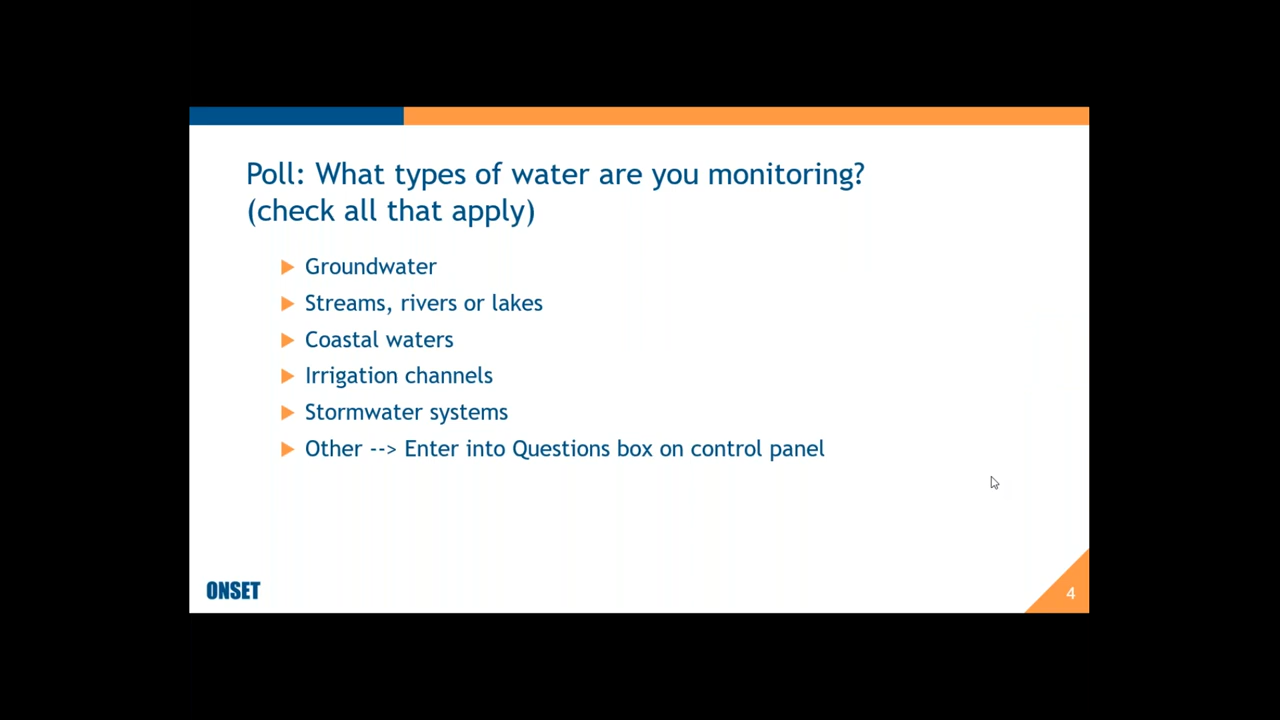 Poll: What types of water are you monitoring?
(check all that apply)
Groundwater
Streams, rivers or lakes
Coastal waters
Irrigation channels
Stormwater systems
Other --> Enter into Questions box on control panel
ONSET
4